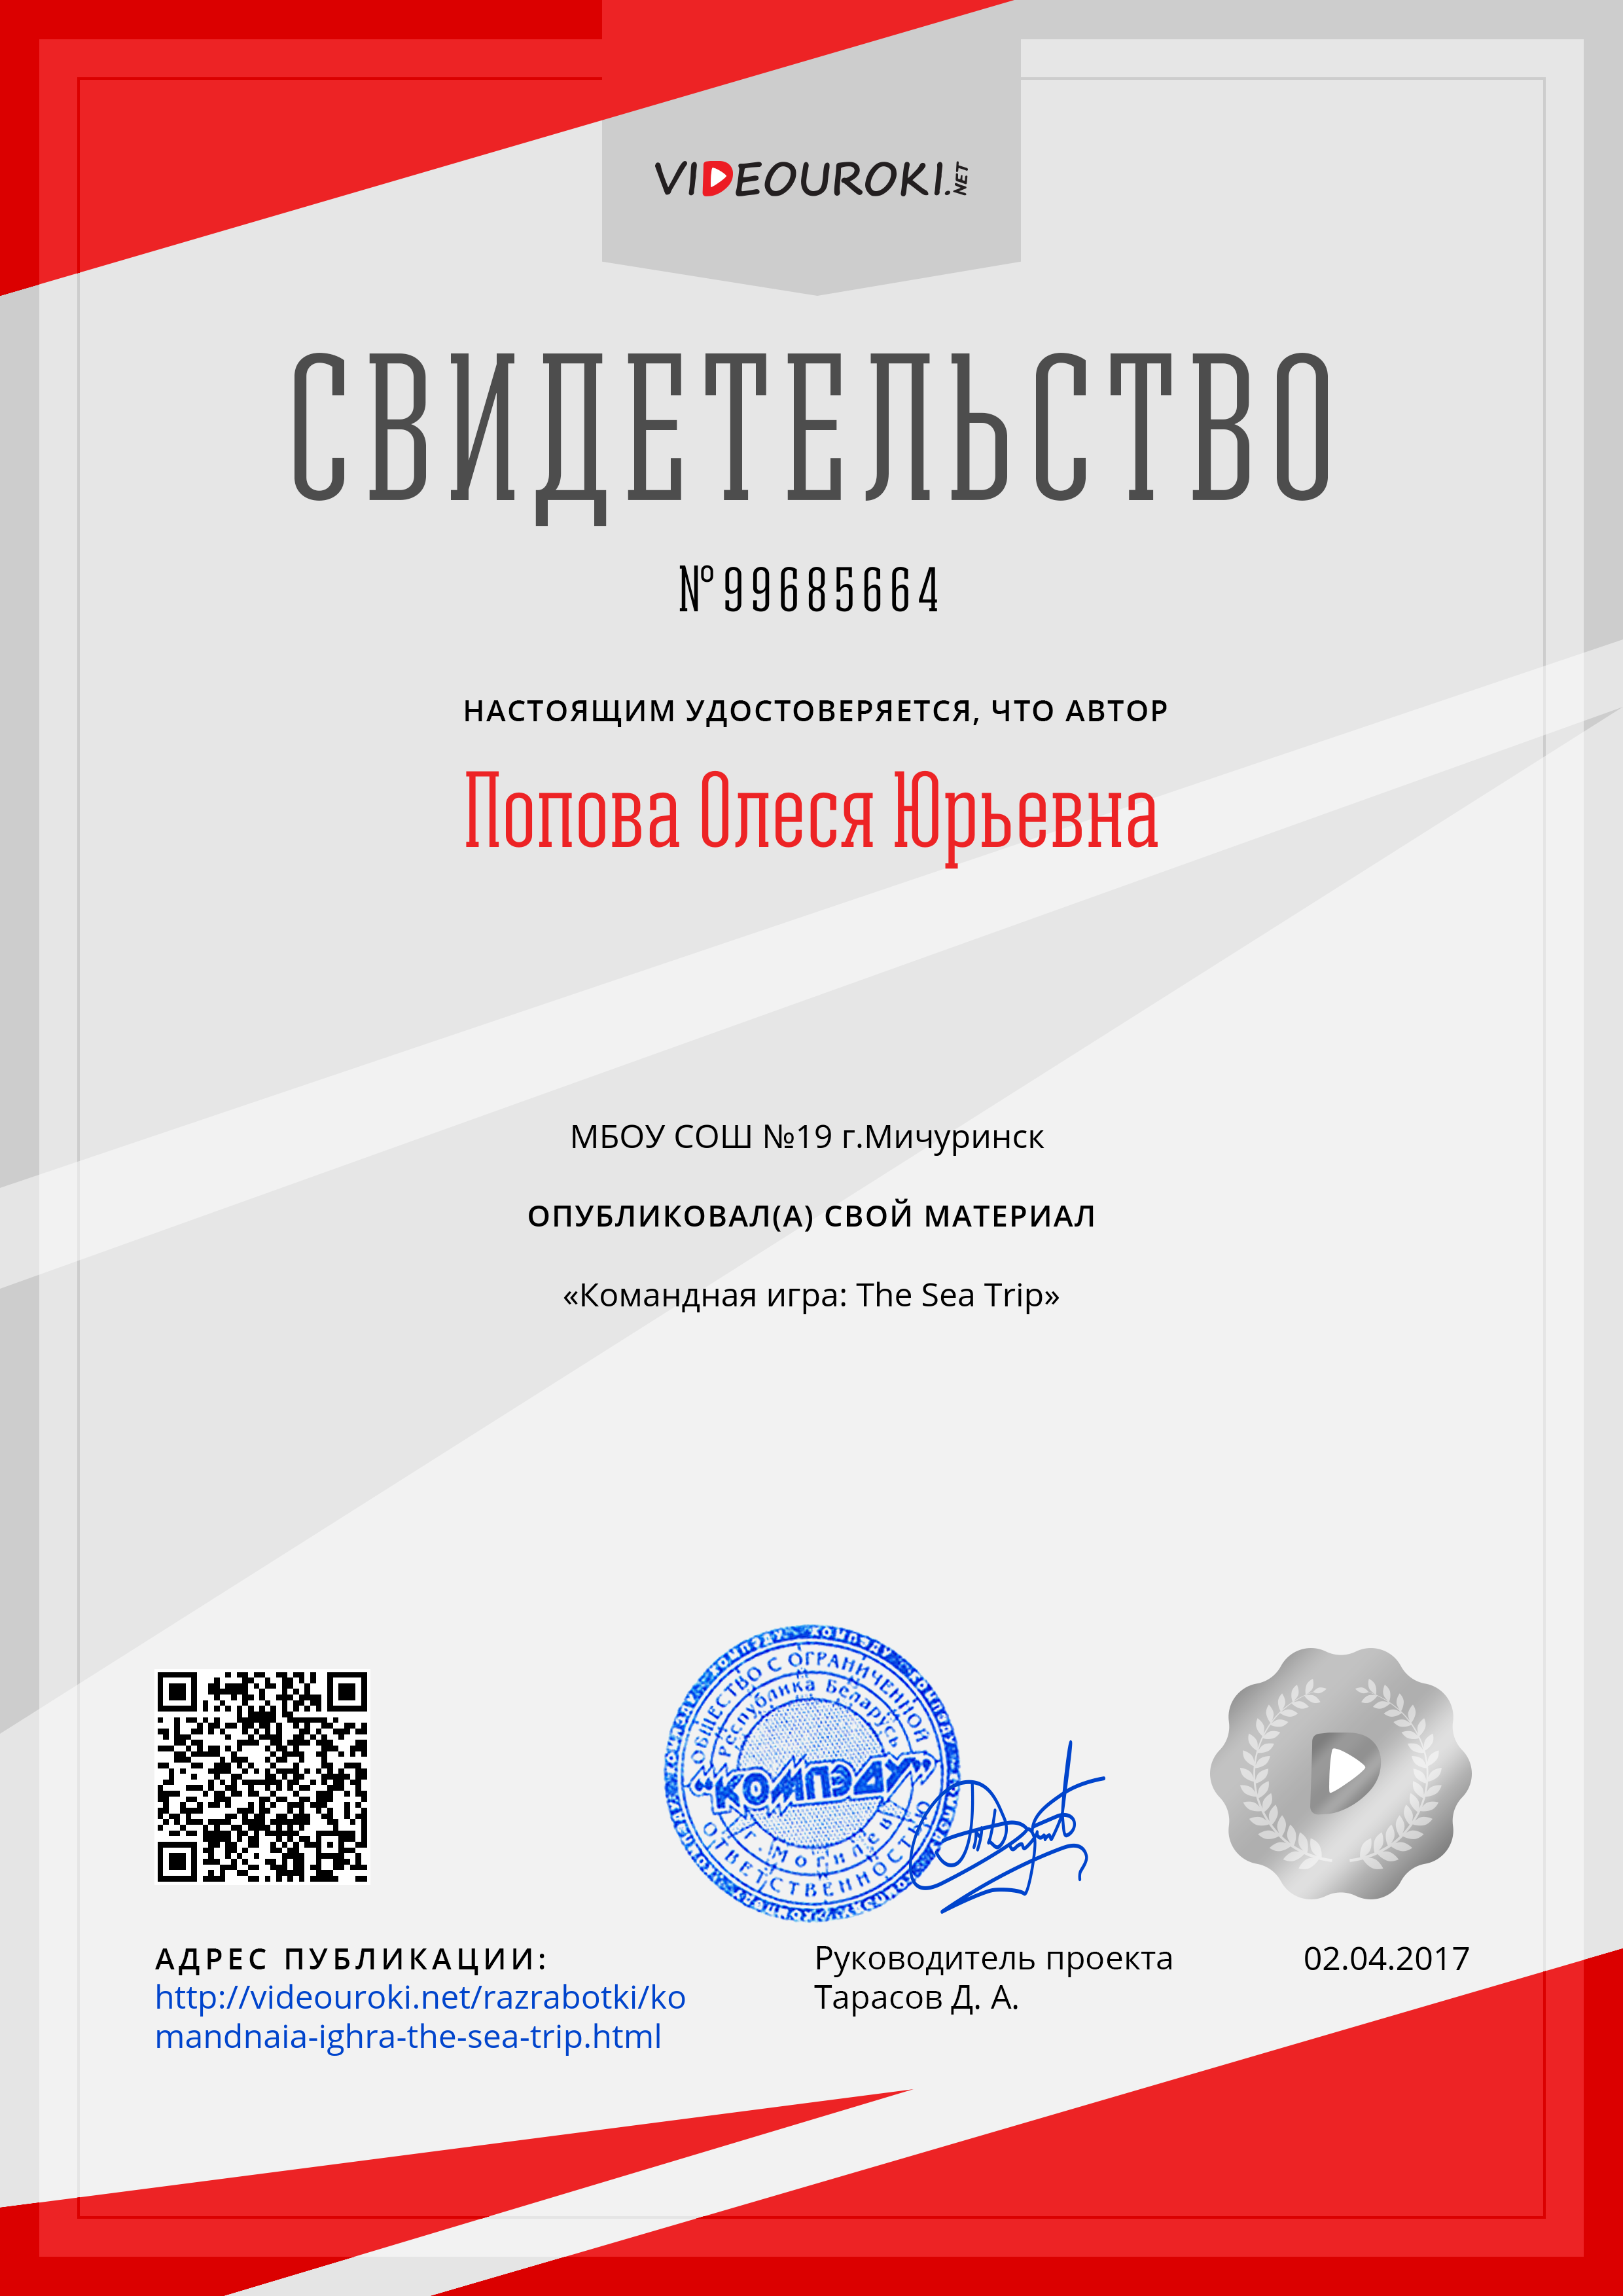 VIDEOUROKI.NET
СВИДЕТЕЛЬСТВО
№99685664
НАСТОЯЩИМ УДОСТОВЕРЯЕТСЯ, ЧТО АВТОР
Попова Олеся Юрьевна
МБОУ СОШ №19 г.Мичуринск
ОПУБЛИКОВАЛ(А) СВОЙ МАТЕРИАЛ
«Командная игра: The Sea Trip»
ОБЩЕСТВО С ОГРАНИЧЕННОЙ
Республика Беларусь
“КОМПЭДУ”
г.Могилев
ОТВЕТСТВЕННОСТЬЮ
АДРЕС ПУБЛИКАЦИИ:
http://videouroki.net/razrabotki/ko
mandnaia-ighra-the-sea-trip.html
Руководитель проекта
Тарасов Д. А.
02.04.2017